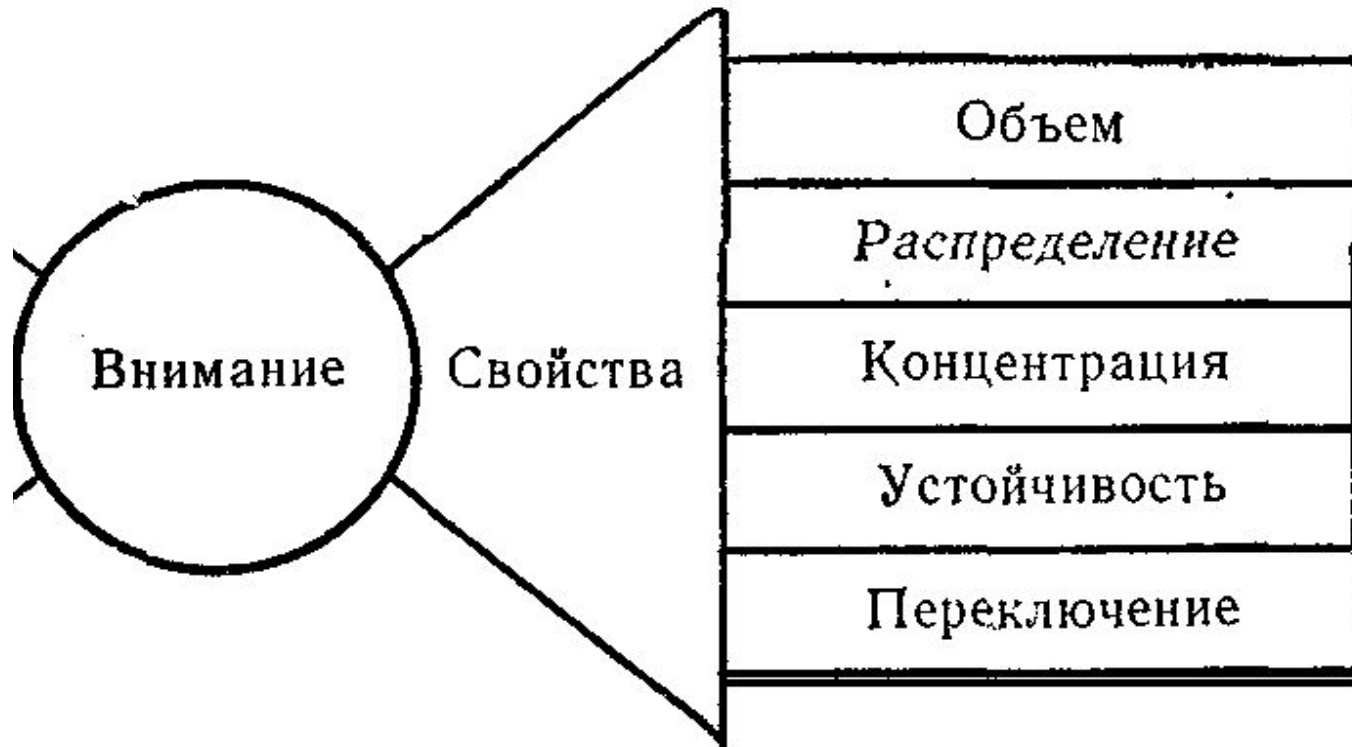 Внимание
Свойства
Объем
Распределение
Концентрация
Устойчивость
Переключение